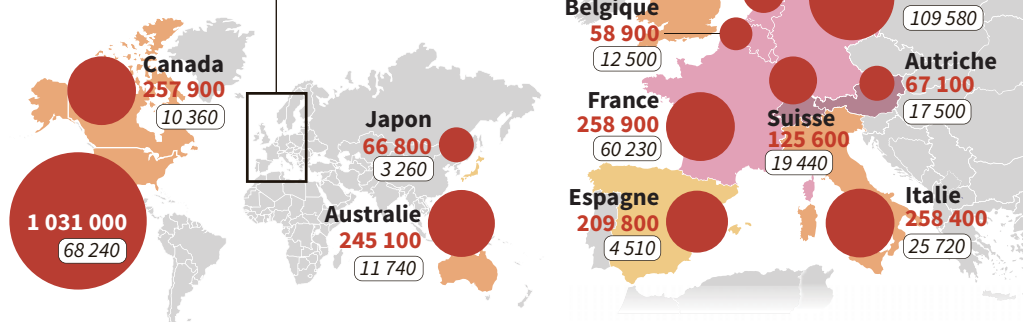 Canada
257 900
10 360
1 031 000
68 240
Japon
66 800
3 260
Australie
245 100
11 740
Belgique
58 900
12 500
109 580
Autriche
67 100
17 500
France
258 900
60 230
Suisse
125 600
19 440
Espagne
209 800
4 510
Italie
258 400
25 720